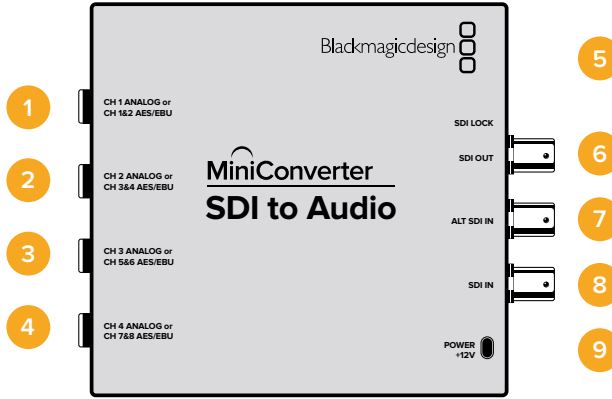 Blackmagicdesign
1
CH 1 ANALOG or
CH 1&2 AES/EBU
2
CH 2 ANALOG or
CH 3&4 AES/EBU
3
CH 3 ANALOG or
CH 5&6 AES/EBU
4
CH 4 ANALOG or
CH 7&8 AES/EBU
MiniConverter
SDI to Audio
5
SDI LOCK
6
SDI OUT
7
ALT SDI IN
8
SDI IN
9
POWER
+12V